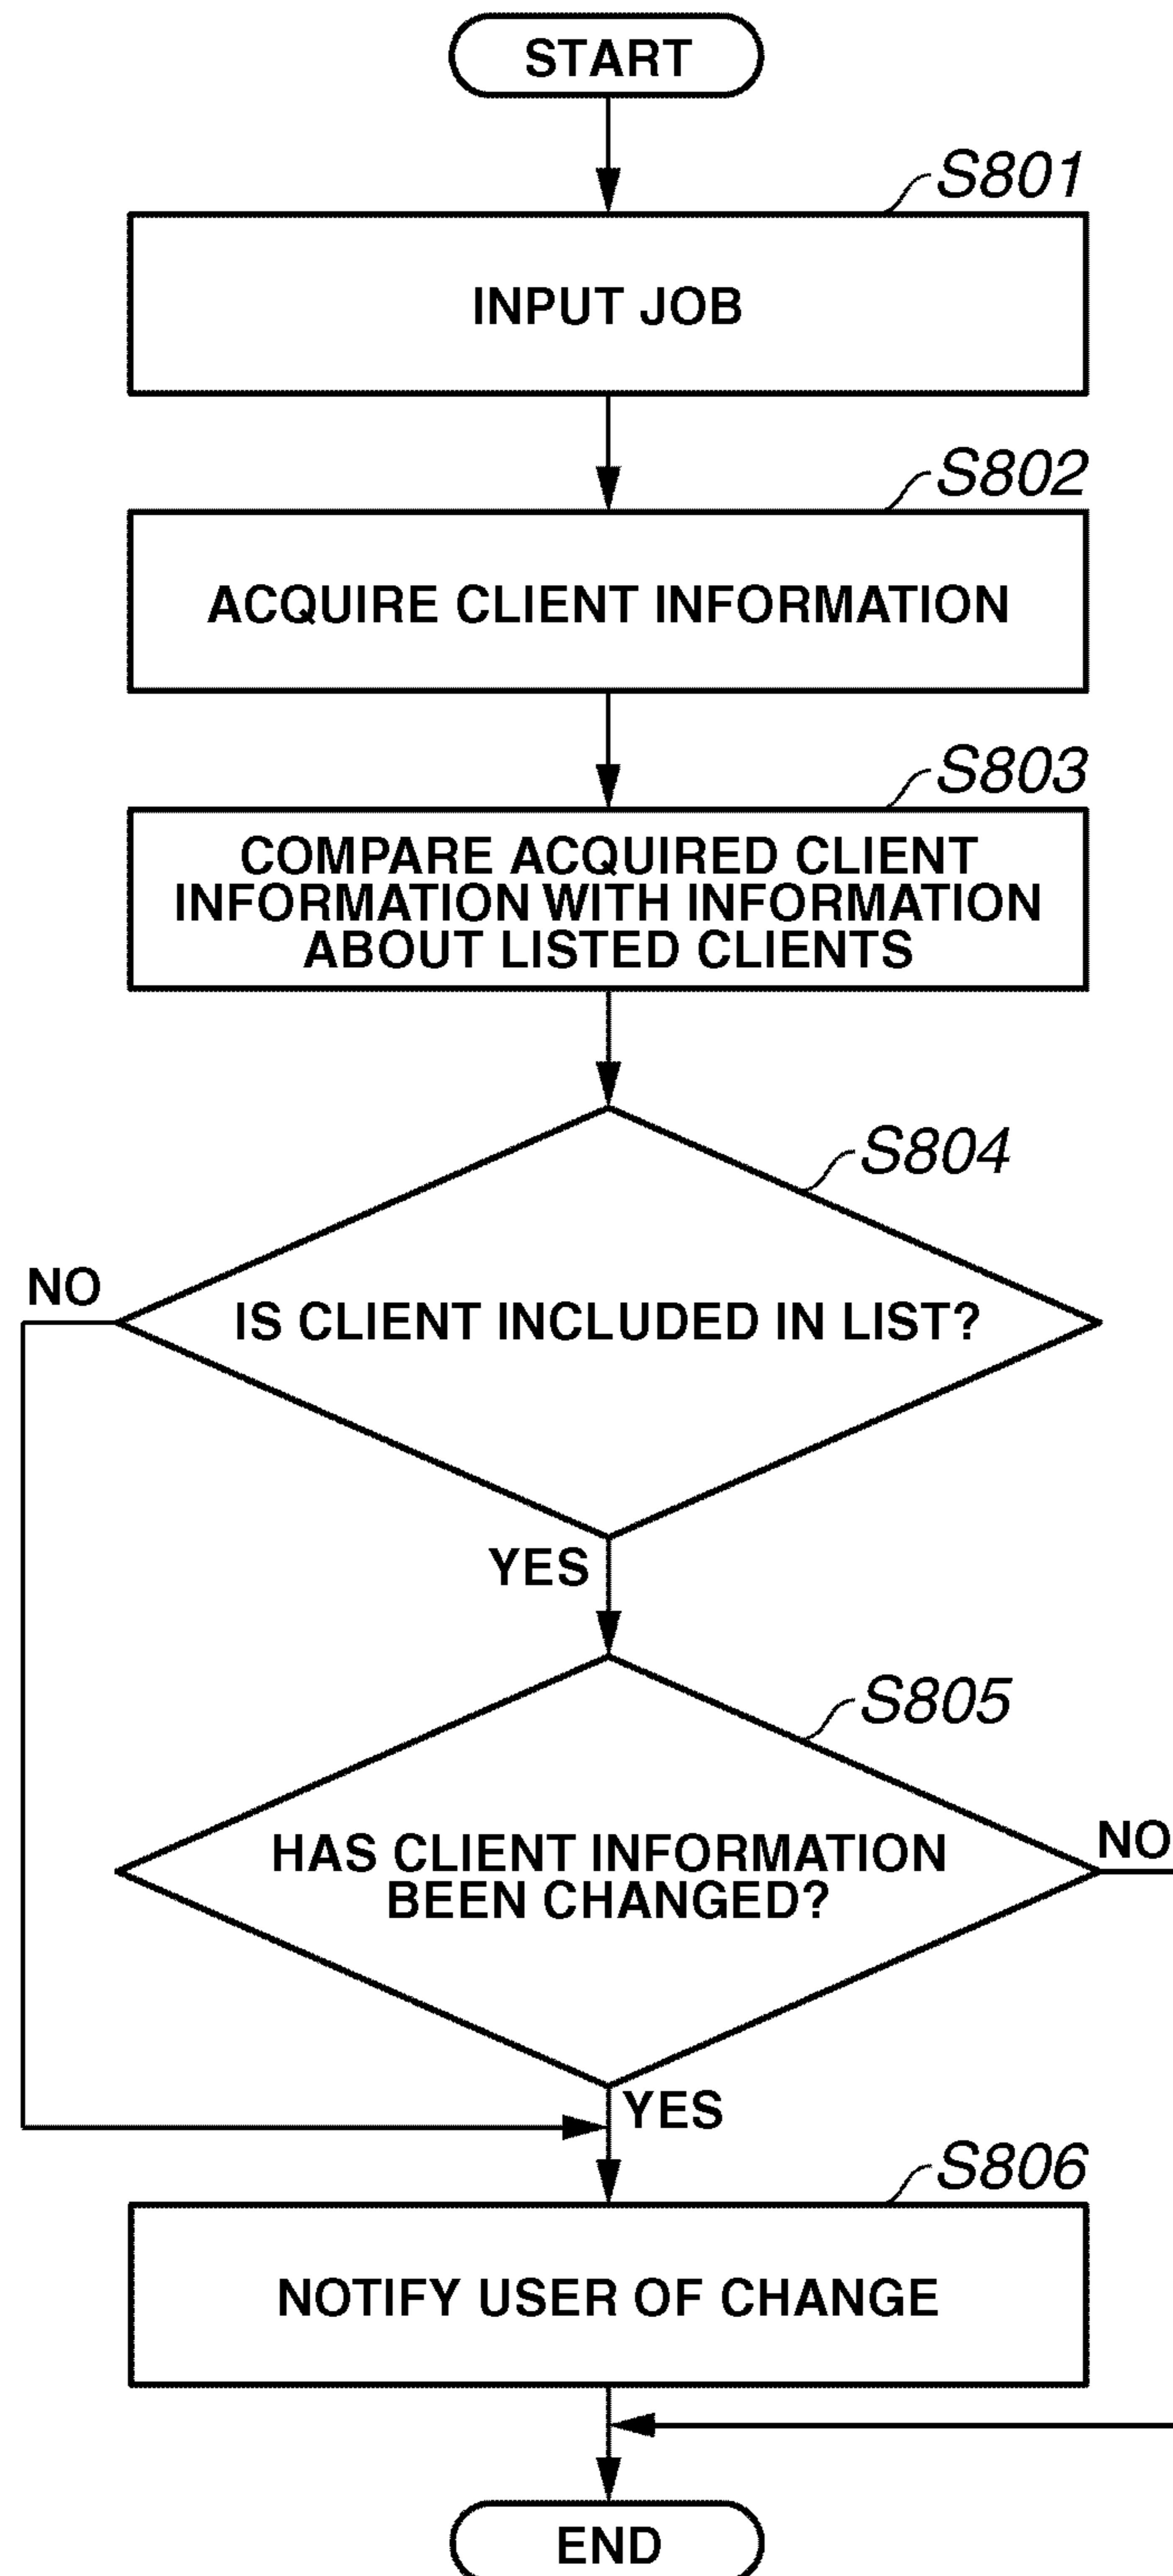 START
S801
INPUT JOB
S802
ACQUIRE CLIENT INFORMATION
S803
COMPARE ACQUIRED CLIENT
INFORMATION WITH INFORMATION
ABOUT LISTED CLIENTS
S804
NO
IS CLIENT INCLUDED IN LIST?
YES
S805
HAS CLIENT INFORMATION
BEEN CHANGED?
NO
YES
S806
NOTIFY USER OF CHANGE
END